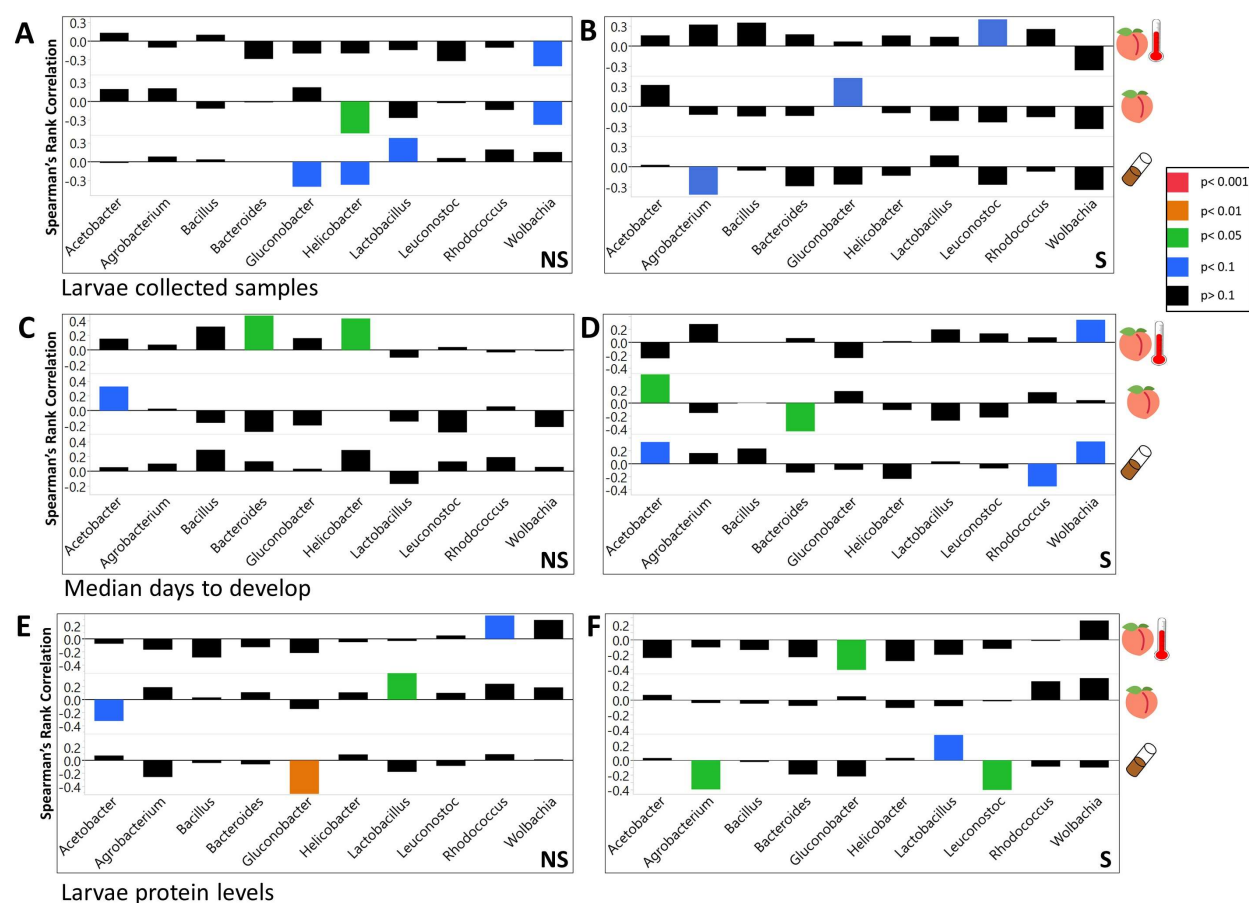 A
Spearman's Rank Correlation
0.3
0.0
-0.3
0.3
0.0
-0.3
0.3
0.0
-0.3
Acetobacter
Agrobacterium
Bacillus
Bacteroides
Gluconobacter
Helicobacter
Lactobacillus
Leuconostoc
Rhodococcus
Wolbachia
NS
Larvae collected samples
B
0.3
0.0
-0.3
0.3
0.0
-0.3
0.3
0.0
-0.3
Acetobacter
Agrobacterium
Bacillus
Bacteroides
Gluconobacter
Helicobacter
Lactobacillus
Leuconostoc
Rhodococcus
Wolbachia
S
p< 0.001
p< 0.01
p< 0.05
p< 0.1
p> 0.1
C
Spearman's Rank Correlation
0.4
0.2
0.0
-0.2
0.4
0.2
0.0
-0.2
0.4
0.2
0.0
-0.2
Acetobacter
Agrobacterium
Bacillus
Bacteroides
Gluconobacter
Helicobacter
Lactobacillus
Leuconostoc
Rhodococcus
Wolbachia
NS
Median days to develop
D
0.2
0.0
-0.2
-0.4
0.2
0.0
-0.2
-0.4
0.2
0.0
-0.2
-0.4
Acetobacter
Agrobacterium
Bacillus
Bacteroides
Gluconobacter
Helicobacter
Lactobacillus
Leuconostoc
Rhodococcus
Wolbachia
S
E
Spearman's Rank Correlation
0.2
0.0
-0.2
-0.4
0.2
0.0
-0.2
-0.4
0.2
0.0
-0.2
-0.4
Acetobacter
Agrobacterium
Bacillus
Bacteroides
Gluconobacter
Helicobacter
Lactobacillus
Leuconostoc
Rhodococcus
Wolbachia
NS
Larvae protein levels
F
0.2
0.0
-0.2
-0.4
0.2
0.0
-0.2
-0.4
0.2
0.0
-0.2
-0.4
Acetobacter
Agrobacterium
Bacillus
Bacteroides
Gluconobacter
Helicobacter
Lactobacillus
Leuconostoc
Rhodococcus
Wolbachia
S